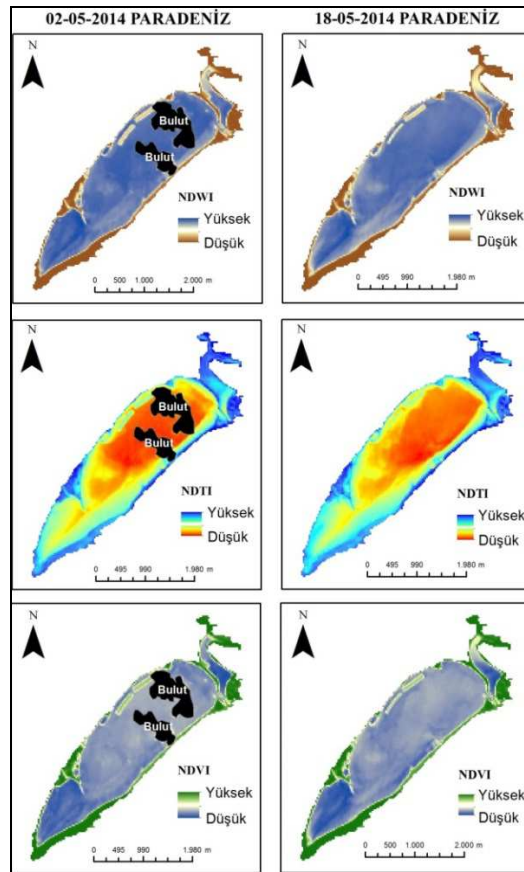 02-05-2014 PARADENİZ
18-05-2014 PARADENİZ
N
Bulut
Bulut
NDWI
Yüksek
Düşük
0 500 1.000 2.000 m
N
NDWI
Yüksek
Düşük
0 495 990 1.980 m
N
Bulut
Bulut
NDTI
Yüksek
Düşük
0 495 990 1.980 m
N
NDTI
Yüksek
Düşük
0 495 990 1.980 m
N
Bulut
Bulut
NDVI
Yüksek
Düşük
0 495 990 1.980 m
N
NDVI
Yüksek
Düşük
0 500 1.000 2.000 m